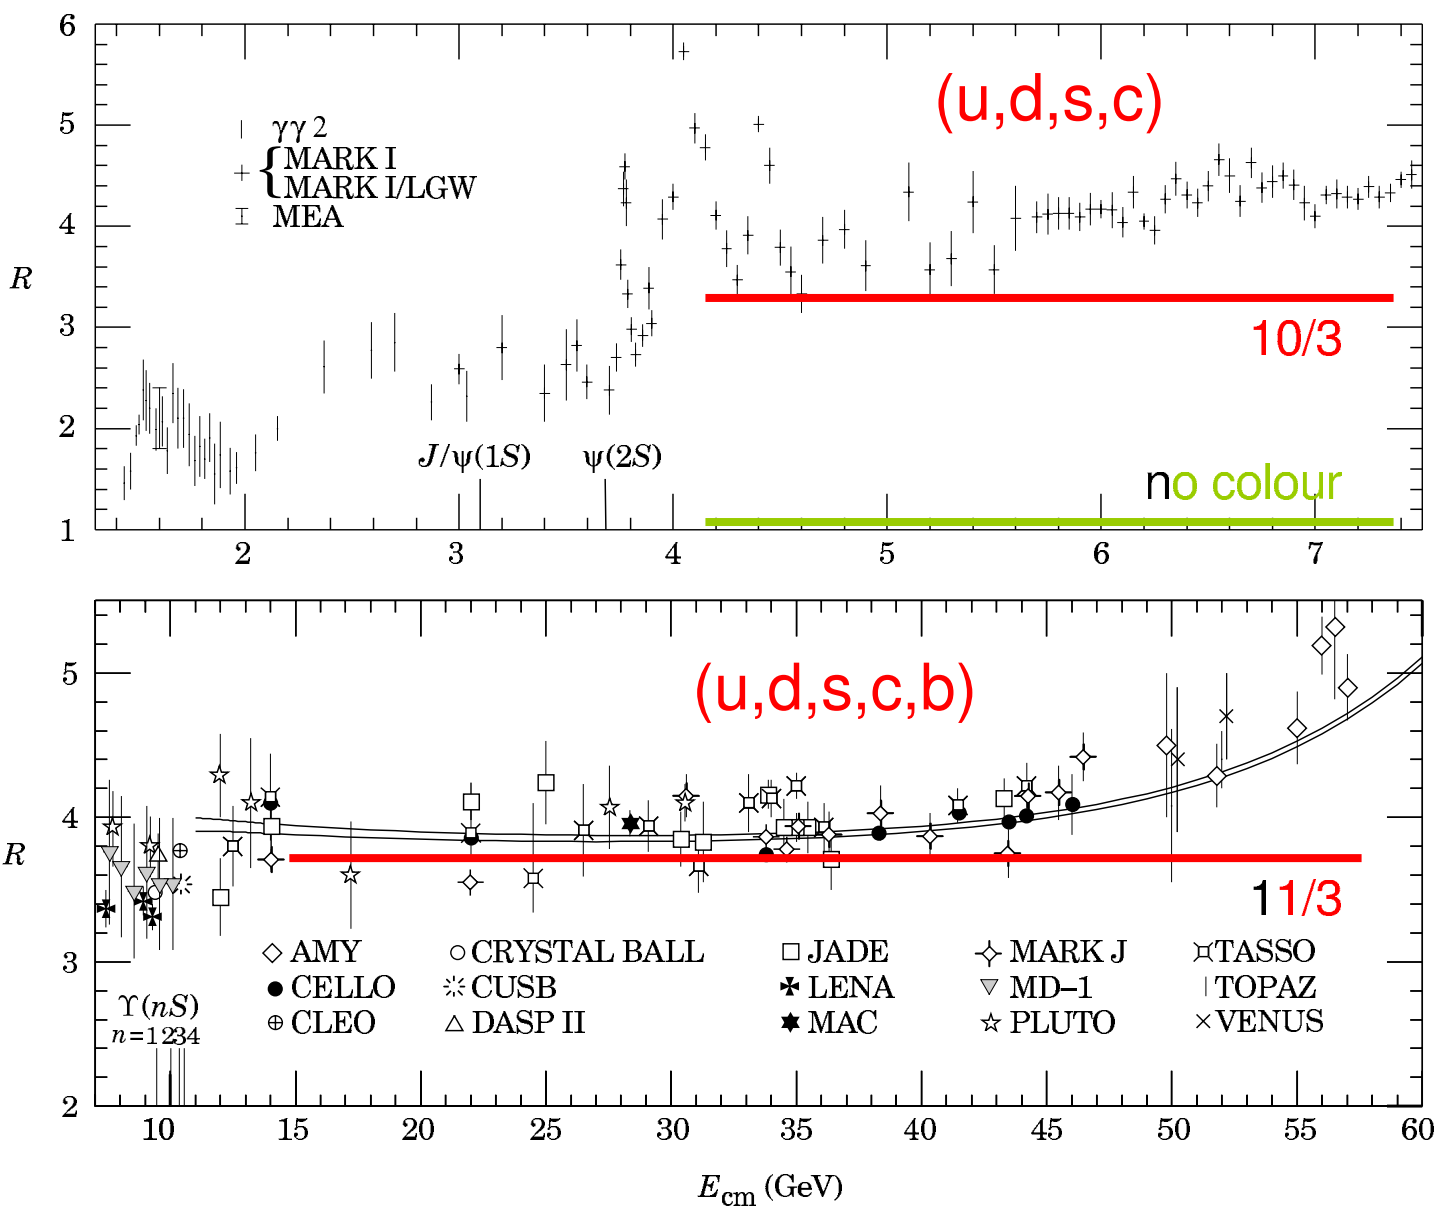 6
(u,d,s,c)
5
γγ 2
MARK I
MARK I/LGW
MEA
4
R
3
10/3
2
J/ψ(1S)
ψ(2S)
no colour
1
2 3 4 5 6 7
5
(u,d,s,c,b)
4
R
11/3
AMY CRYSTAL BALL JADE MARK J TASSO
3
CELLO CUSB LENA MD–1 TOPAZ
ϒ(nS)
CLEO DASP II MAC PLUTO VENUS
n=1234
2
10 15 20 25 30 35 40 45 50 55 60
Ecm (GeV)